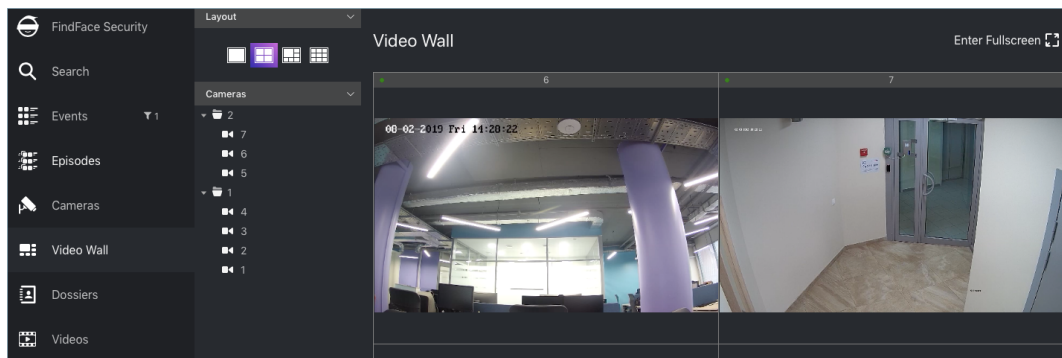 FindFace Security
Search
Events
1
Episodes
Cameras
Video Wall
Dossiers
Videos
Layout
Cameras
2
7
6
5
1
4
3
2
1
Video Wall
Enter Fullscreen
6
08-02-2019 Fri 14:20:22
7